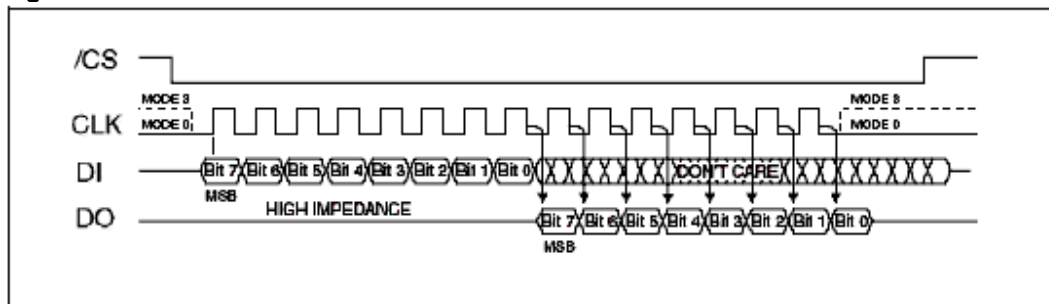 /CS
MODE 3
MODE 3
CLK
MODE 0
MODE 0
DI
Bit 7 Bit 6 Bit 5 Bit 4 Bit 3 Bit 2 Bit 1 Bit 0 DON'T CARE
MSB
HIGH IMPEDANCE
DO
Bit 7 Bit 6 Bit 5 Bit 4 Bit 3 Bit 2 Bit 1 Bit 0
MSB